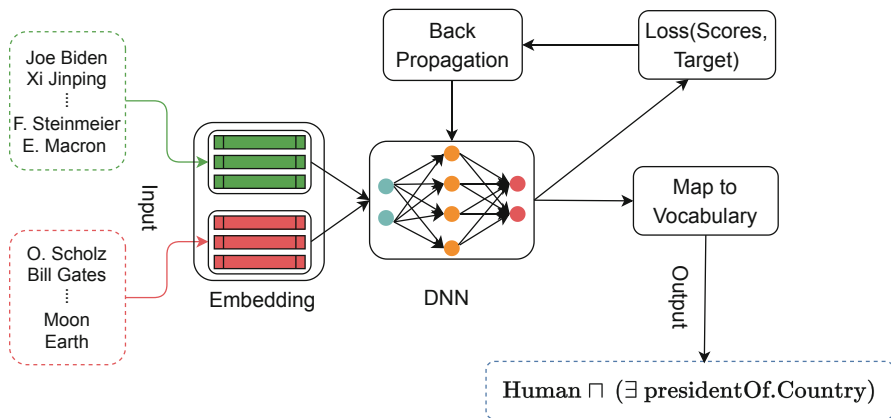 Joe Biden
Xi Jinping
F. Steinmeier
E. Macron
Input
O. Scholz
Bill Gates
Moon
Earth
Embedding
Back
Propagation
Loss(Scores,
Target)
DNN
Map to
Vocabulary
Output
Human ⊓ (∃ presidentOf.Country)